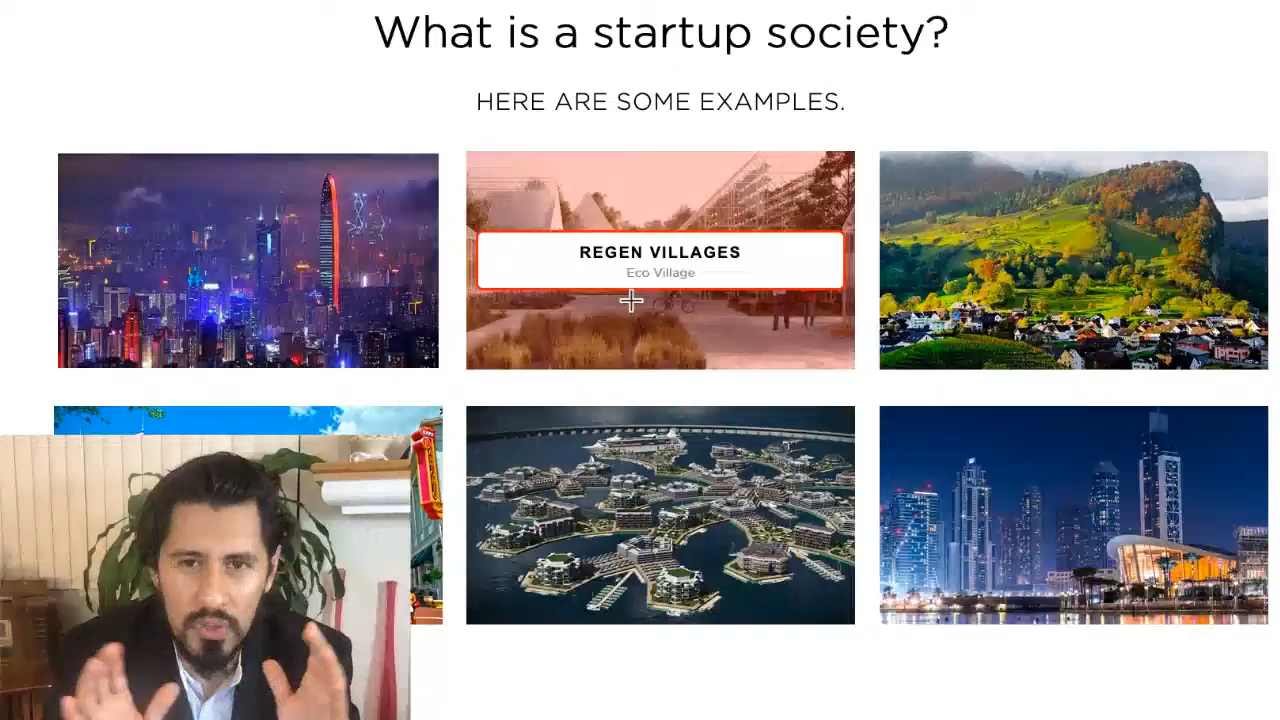 What is a startup society?
HERE ARE SOME EXAMPLES.
REGEN VILLAGES
Eco Village